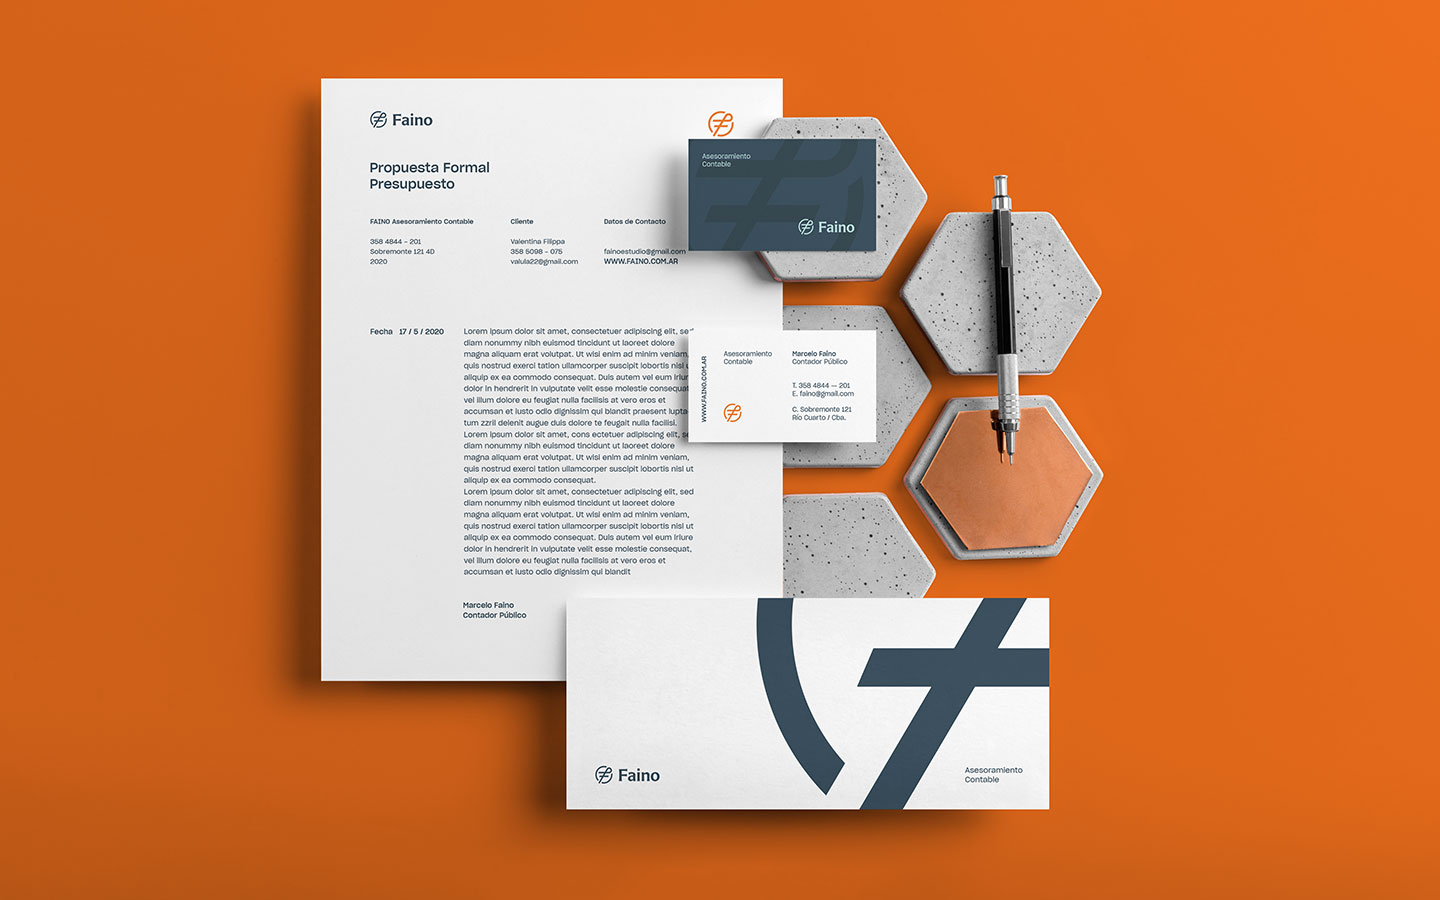 Faino
Propuesta Formal
Presupuesto
FAINO Asesoramiento Contable
358 4844 - 201
Sobremonte 121 4D
2020
Cliente
Valentina Filippa
358 5098 - 075
valula22@gmail.com
Datos de Contacto
fainoestudio@gmail.com
WWW.FAINO.COM.AR
Fecha 17 / 5 / 2020
Lorem ipsum dolor sit amet, consectetuer adipiscing elit, sed
diam nonummy nibh euismod tincidunt ut laoreet dolore
magna aliquam erat volutpat. Ut wisi enim ad minim veniam,
quis nostrud exerci tation ullamcorper suscipit lobortis nisl
aliquip ex ea commodo consequat. Duis autem vel eum iriure
dolor in hendrerit in vulputate velit esse molestie consequat
vel illum dolore eu feugiat nulla facilisis at vero eros et
accumsan et iusto odio dignissim qui blandit praesent lupta
tum zzril delenit augue duis dolore te feugait nulla facilisi.
Lorem ipsum dolor sit amet, cons ectetuer adipiscing elit, sed
diam nonummy nibh euismod tincidunt ut laoreet dolore
magna aliquam erat volutpat. Ut wisi enim ad minim veniam,
quis nostrud exerci tation ullamcorper suscipit lobortis nisl ut
aliquip ex ea commodo consequat.
Lorem ipsum dolor sit amet, consectetuer adipiscing elit, sed
diam nonummy nibh euismod tincidunt ut laoreet dolore
magna aliquam erat volutpat. Ut wisi enim ad minim veniam,
quis nostrud exerci tation ullamcorper suscipit lobortis nisl ut
aliquip ex ea commodo consequat. Duis autem vel eum iriure
dolor in hendrerit in vulputate velit esse molestie consequat,
vel illum dolore eu feugiat nulla facilisis at vero eros et
accumsan et iusto odio dignissim qui blandit
Marcelo Faino
Contador Público
Asesoramiento
Contable
Faino
WWW.FAINO.COM.AR
Asesoramiento
Contable
Marcelo Faino
Contador Público
T. 358 4844 — 201
E. faino@gmail.com
C. Sobremonte 121
Río Cuarto / Cba.
Faino
Asesoramiento
Contable